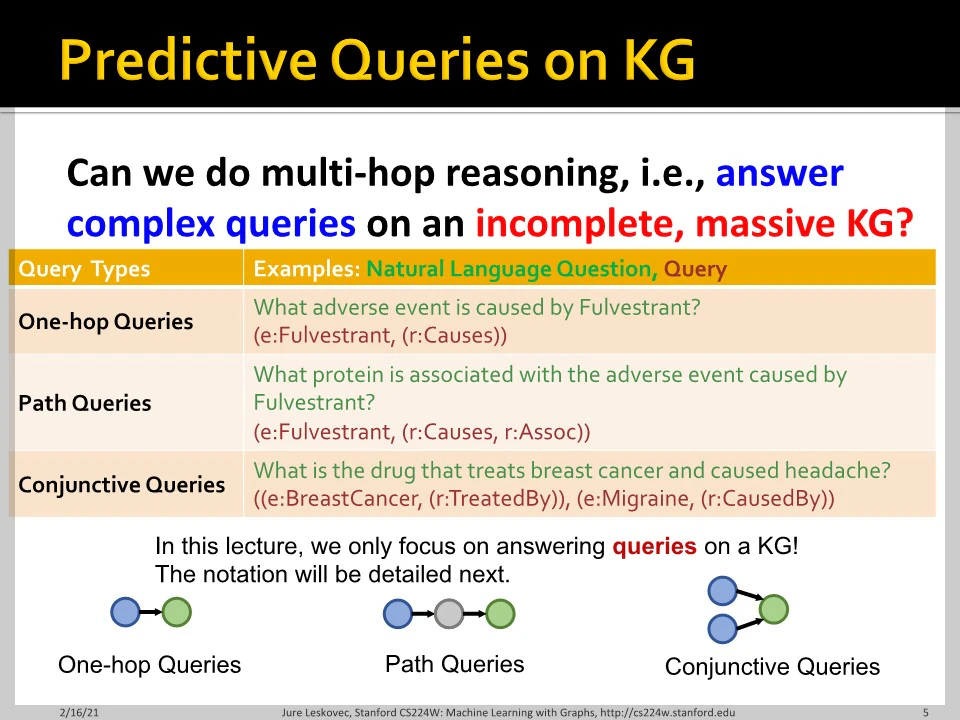 Predictive Queries on KG
Can we do multi-hop reasoning, i.e., answer
complex queries on an incomplete, massive KG?
Query Types
Examples: Natural Language Question, Query
One-hop Queries
What adverse event is caused by Fulvestrant?
(e:Fulvestrant, (r:Causes))
Path Queries
What protein is associated with the adverse event caused by
Fulvestrant?
(e:Fulvestrant, (r:Causes, r:Assoc))
Conjunctive Queries
What is the drug that treats breast cancer and caused headache?
((e:BreastCancer, (r:TreatedBy)), (e:Migraine, (r:CausedBy))
In this lecture, we only focus on answering queries on a KG!
The notation will be detailed next.
One-hop Queries
Path Queries
Conjunctive Queries
2/16/21
Jure Leskovec, Stanford CS224W: Machine Learning with Graphs, http://cs224w.stanford.edu
5